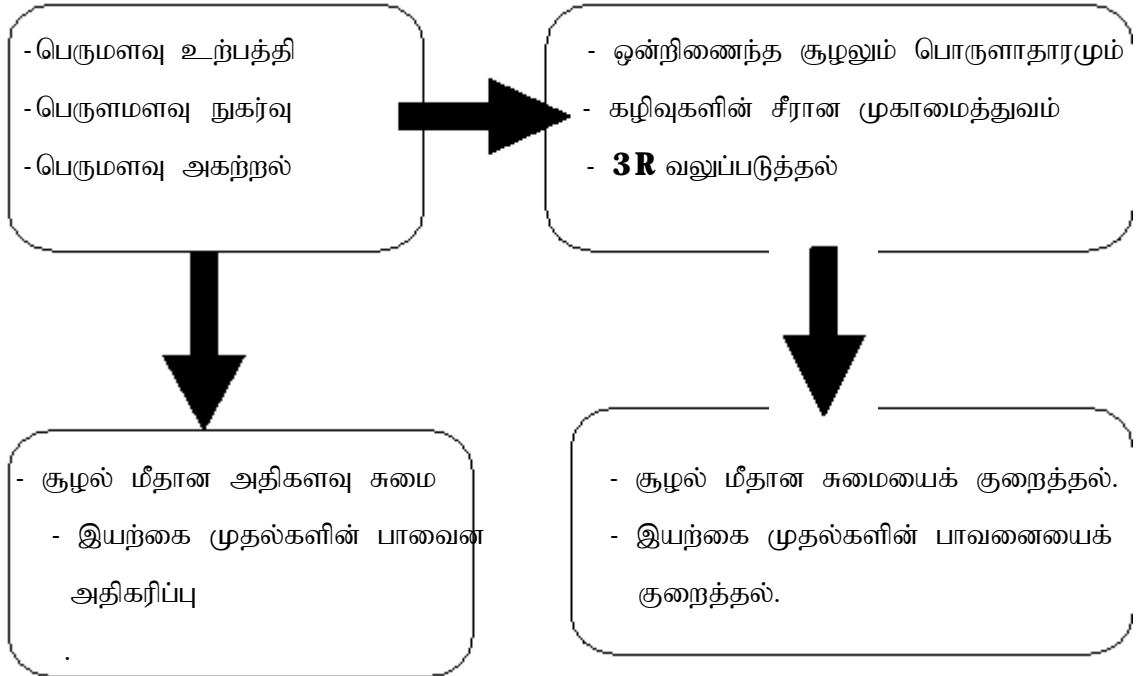 -பெருமளவு உற்பத்தி
-பெருளமளவு நுகர்வு
-பெருமளவு அகற்றல்
- ஒன்றிணைந்த சூழலும் பொருளாதாரமும்
- கழிவுகளின் சீரான முகாமைத்துவம்
- 3R வலுப்படுத்தல்
- சூழல் மீதான அதிகளவு சுமை
- இயற்கை முதல்களின் பாவைன
அதிகரிப்பு
.
- சூழல் மீதான சுமையைக் குறைத்தல்.
- இயற்கை முதல்களின் பாவனையைக்
குறைத்தல்.